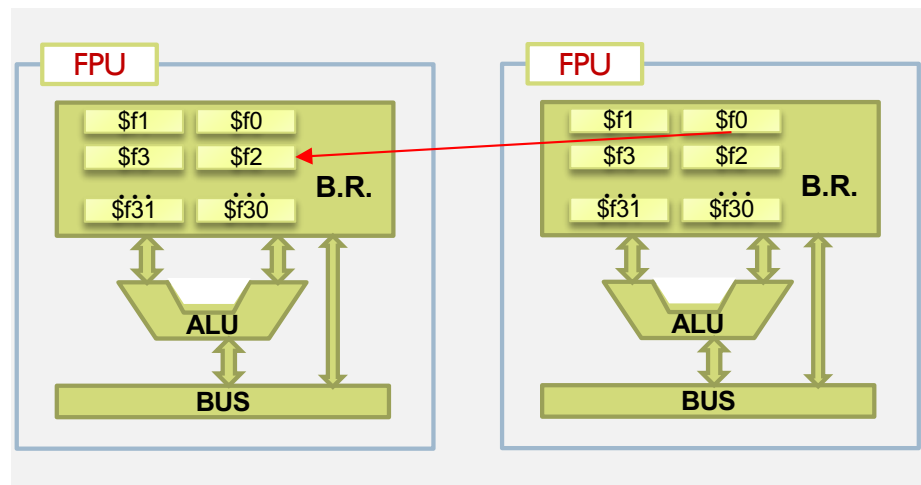 FPU
$f1 $f0
$f3 $f2
B.R.
... ...
$f31 $f30
ALU
BUS
FPU
$f1 $f0
$f3 $f2
B.R.
... ...
$f31 $f30
ALU
BUS